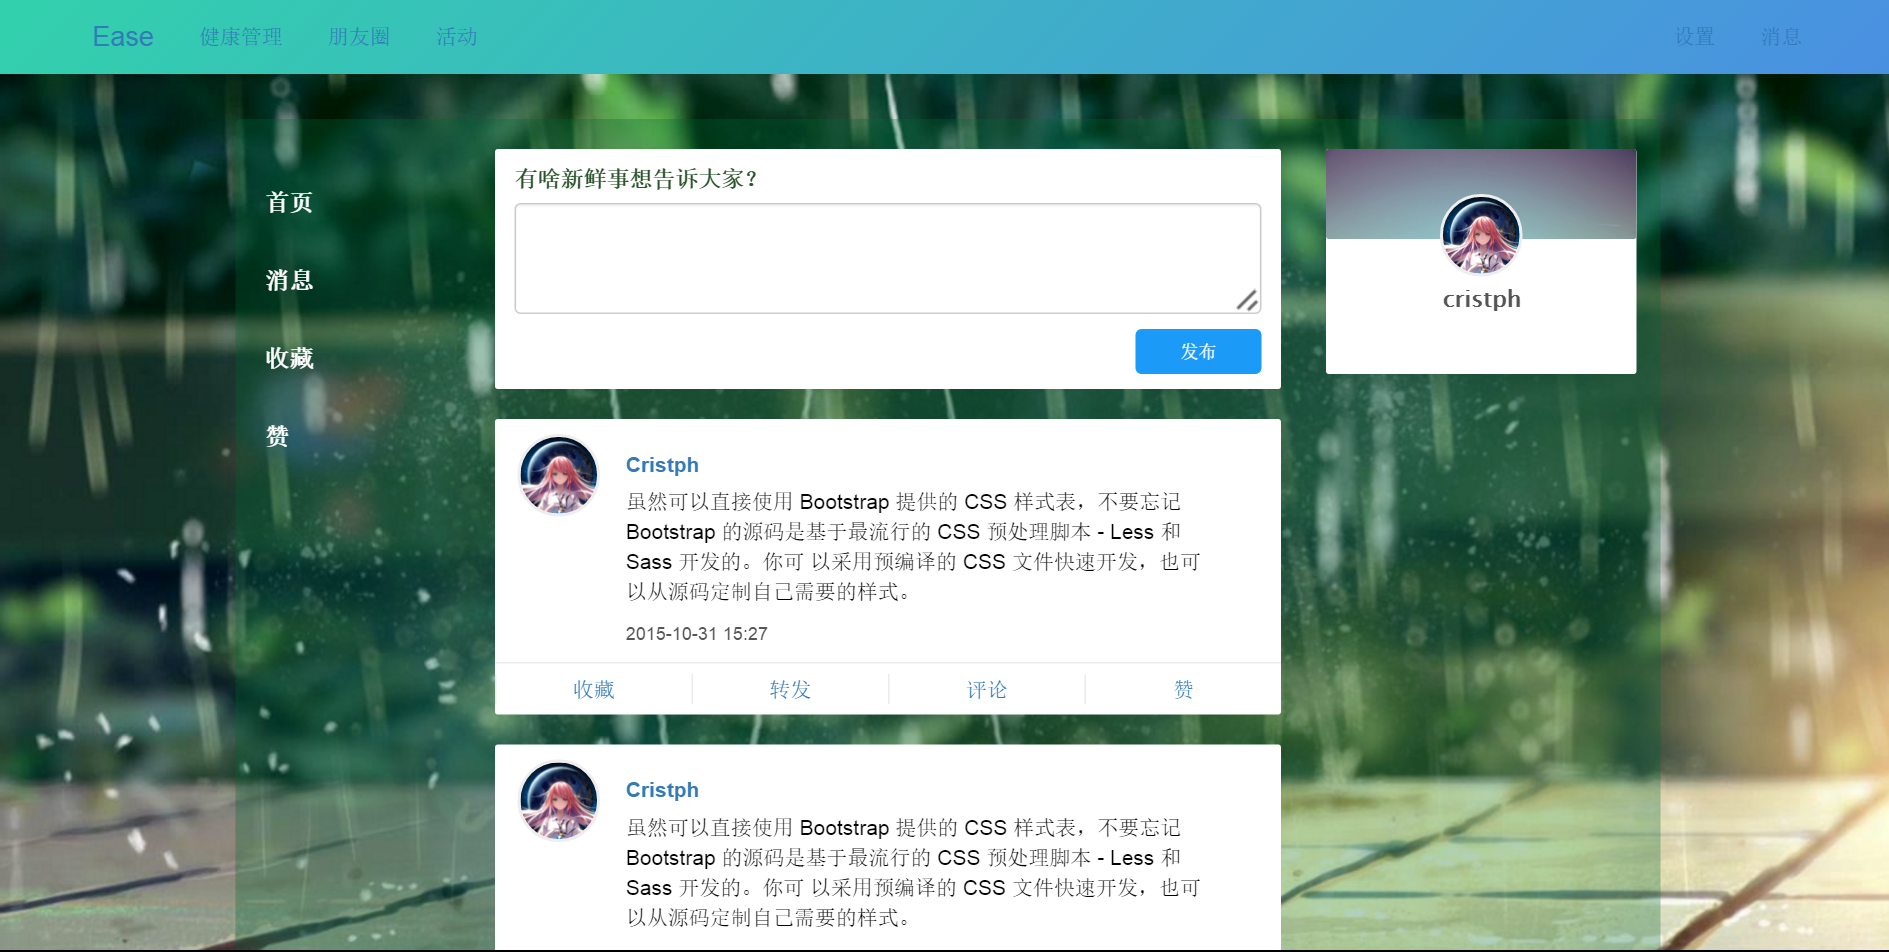 Ease 健康管理 朋友圈 活动 设置 消息
首页
消息
收藏
赞
有啥新鲜事想告诉大家?
发布
cristph
Cristph
虽然可以直接使用 Bootstrap 提供的 CSS 样式表，不要忘记
Bootstrap 的源码是基于最流行的 CSS 预处理脚本 - Less 和
Sass 开发的。你可 以采用预编译的 CSS 文件快速开发，也可
以从源码定制自己需要的样式。
2015-10-31 15:27
收藏 转发 评论 赞
Cristph
虽然可以直接使用 Bootstrap 提供的 CSS 样式表，不要忘记
Bootstrap 的源码是基于最流行的 CSS 预处理脚本 - Less 和
Sass 开发的。你可 以采用预编译的 CSS 文件快速开发，也可
以从源码定制自己需要的样式。